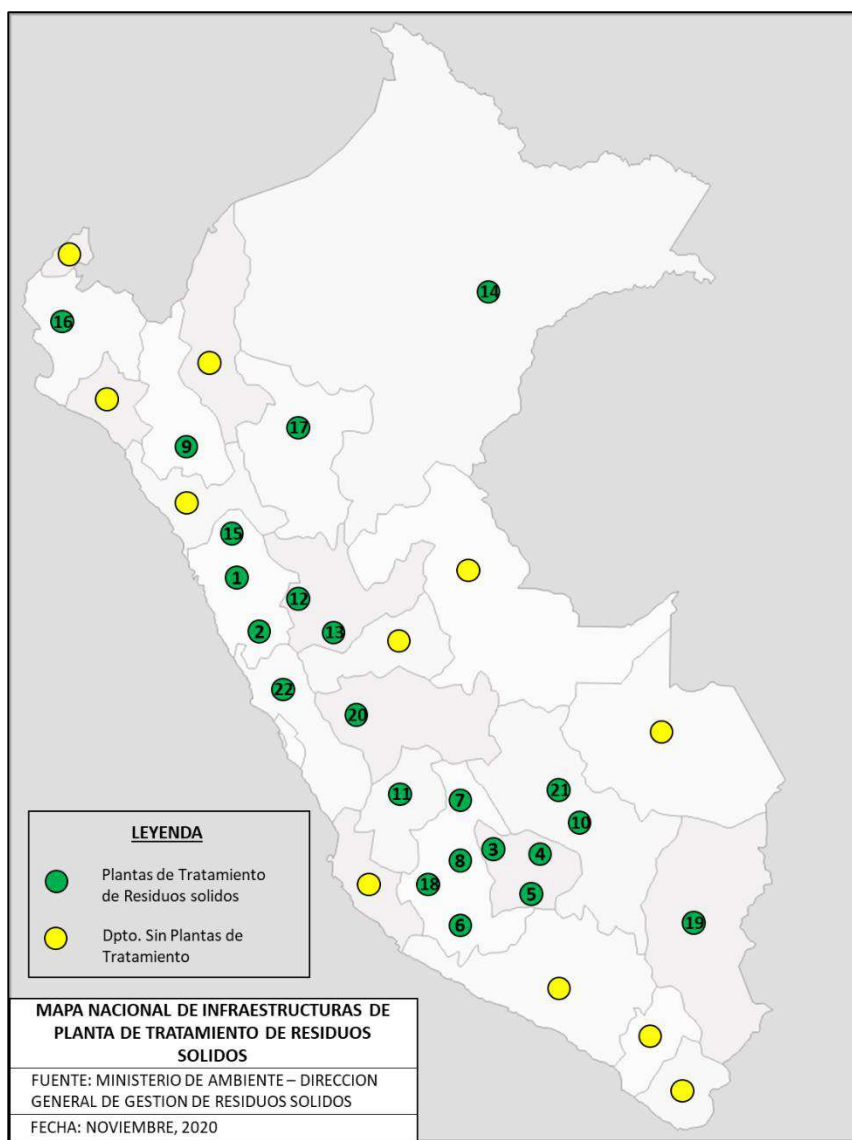 14
16
17
9
15
1
12
2
13
22
20
21
11
7
10
3
4
8
18
5
6
19
LEYENDA
Plantas de Tratamiento
de Residuos solidos
Dpto. Sin Plantas de
Tratamiento
MAPA NACIONAL DE INFRAESTRUCTURAS DE
PLANTA DE TRATAMIENTO DE RESIDUOS
SOLIDOS
FUENTE: MINISTERIO DE AMBIENTE – DIRECCION
GENERAL DE GESTION DE RESIDUOS SOLIDOS
FECHA: NOVIEMBRE, 2020